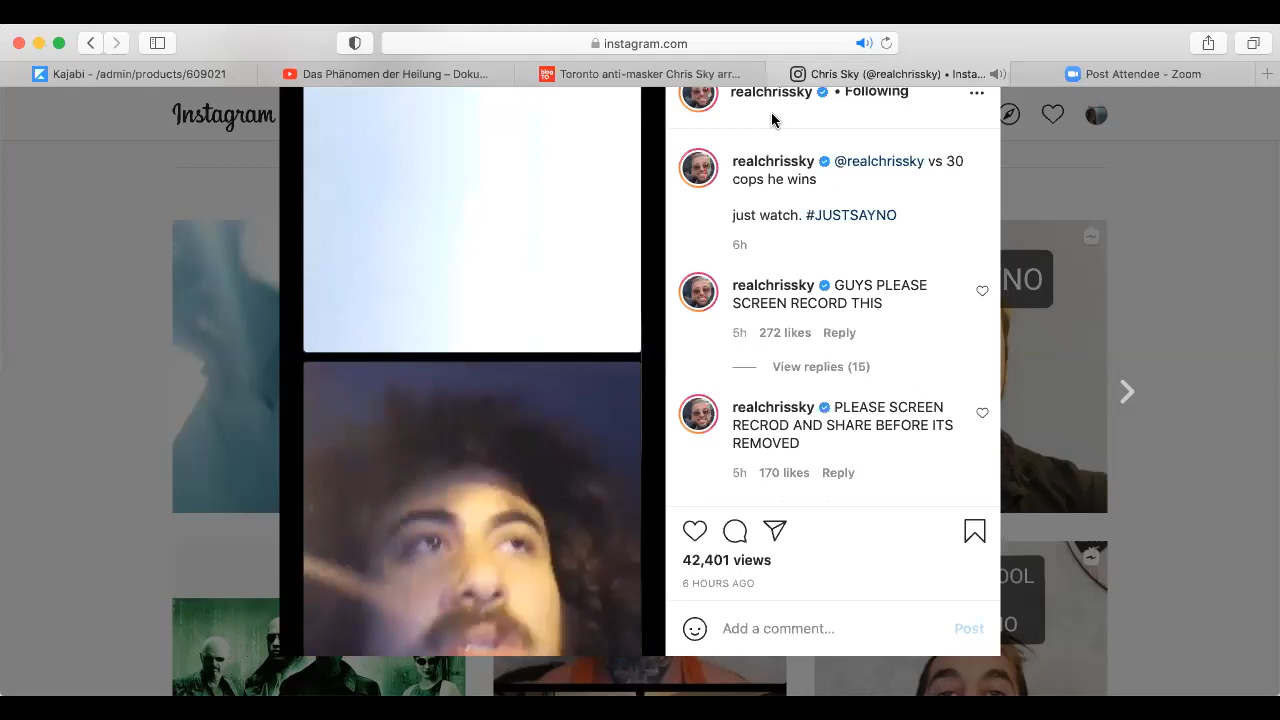 instagram.com
Kajabi - /admin/products/609021
Das Phänomen der Heilung – Doku...
blog TO
Toronto anti-masker Chris Sky arr...
Chris Sky (@realchrissky) • Insta...
Post Attendee - Zoom
Instagram
realchrissky • Following
realchrissky @realchrissky vs 30
cops he wins
just watch. #JUSTSAYNO
6h
realchrissky GUYS PLEASE
SCREEN RECORD THIS
5h 272 likes Reply
View replies (15)
realchrissky PLEASE SCREEN
RECROD AND SHARE BEFORE ITS
REMOVED
5h 170 likes Reply
42,401 views
6 HOURS AGO
Add a comment... Post
NO
OOL
IO